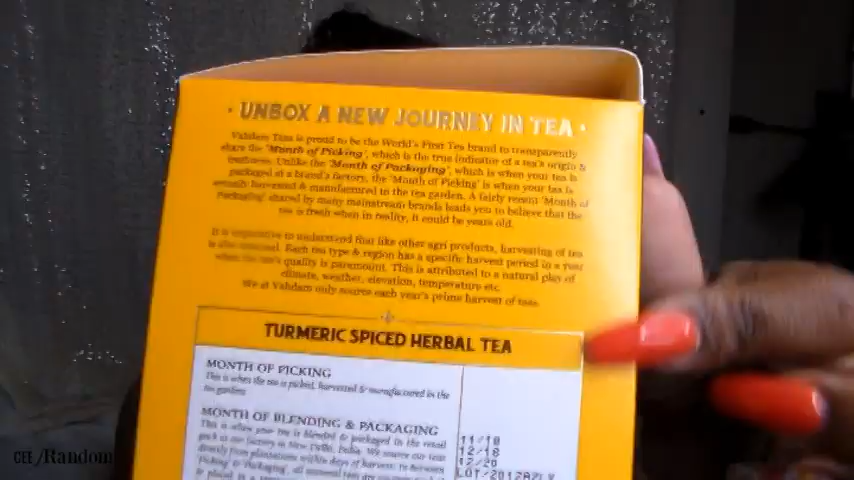 · UNBOX A NEW JOURNEY IN TEA ·
Vahdam Teas is proud to be the World's First Tea brand to transparently
share the 'Month of Picking', which is the true indicator of a tea's origin &
freshness. Unlike the 'Month of Packaging', which is when your tea is
packaged at a brand's factory, the 'Month of Picking' is when your tea is
actually harvested & manufactured in the tea garden. A fairly recent 'Month of
Packaging' shared by many mainstream brands leads you to believe that the
tea is fresh when in reality, it could be years old.
It is imperative to understand that like other agri products, harvesting of tea
is also seasonal. Each tea type & region has a specific harvest period in a year
when the tea's quality is paramount. This is attributed to a natural play of
climate, weather, elevation, temperature etc.
We at Vahdam only source each year's prime harvest of teas.
TURMERIC SPICED HERBAL TEA
MONTH OF PICKING
This is when the tea is picked, harvested & manufactured in the
tea garden
MONTH OF BLENDING & PACKAGING
This is when your tea is blended & packaged in the retail
pack in our factory in New Delhi, India. We source our teas
directly from plantations within days of harvest. In between
'Picking & Packaging', all
11/18
12/18
12/20
LOT/2012AZLV
CEE/Random